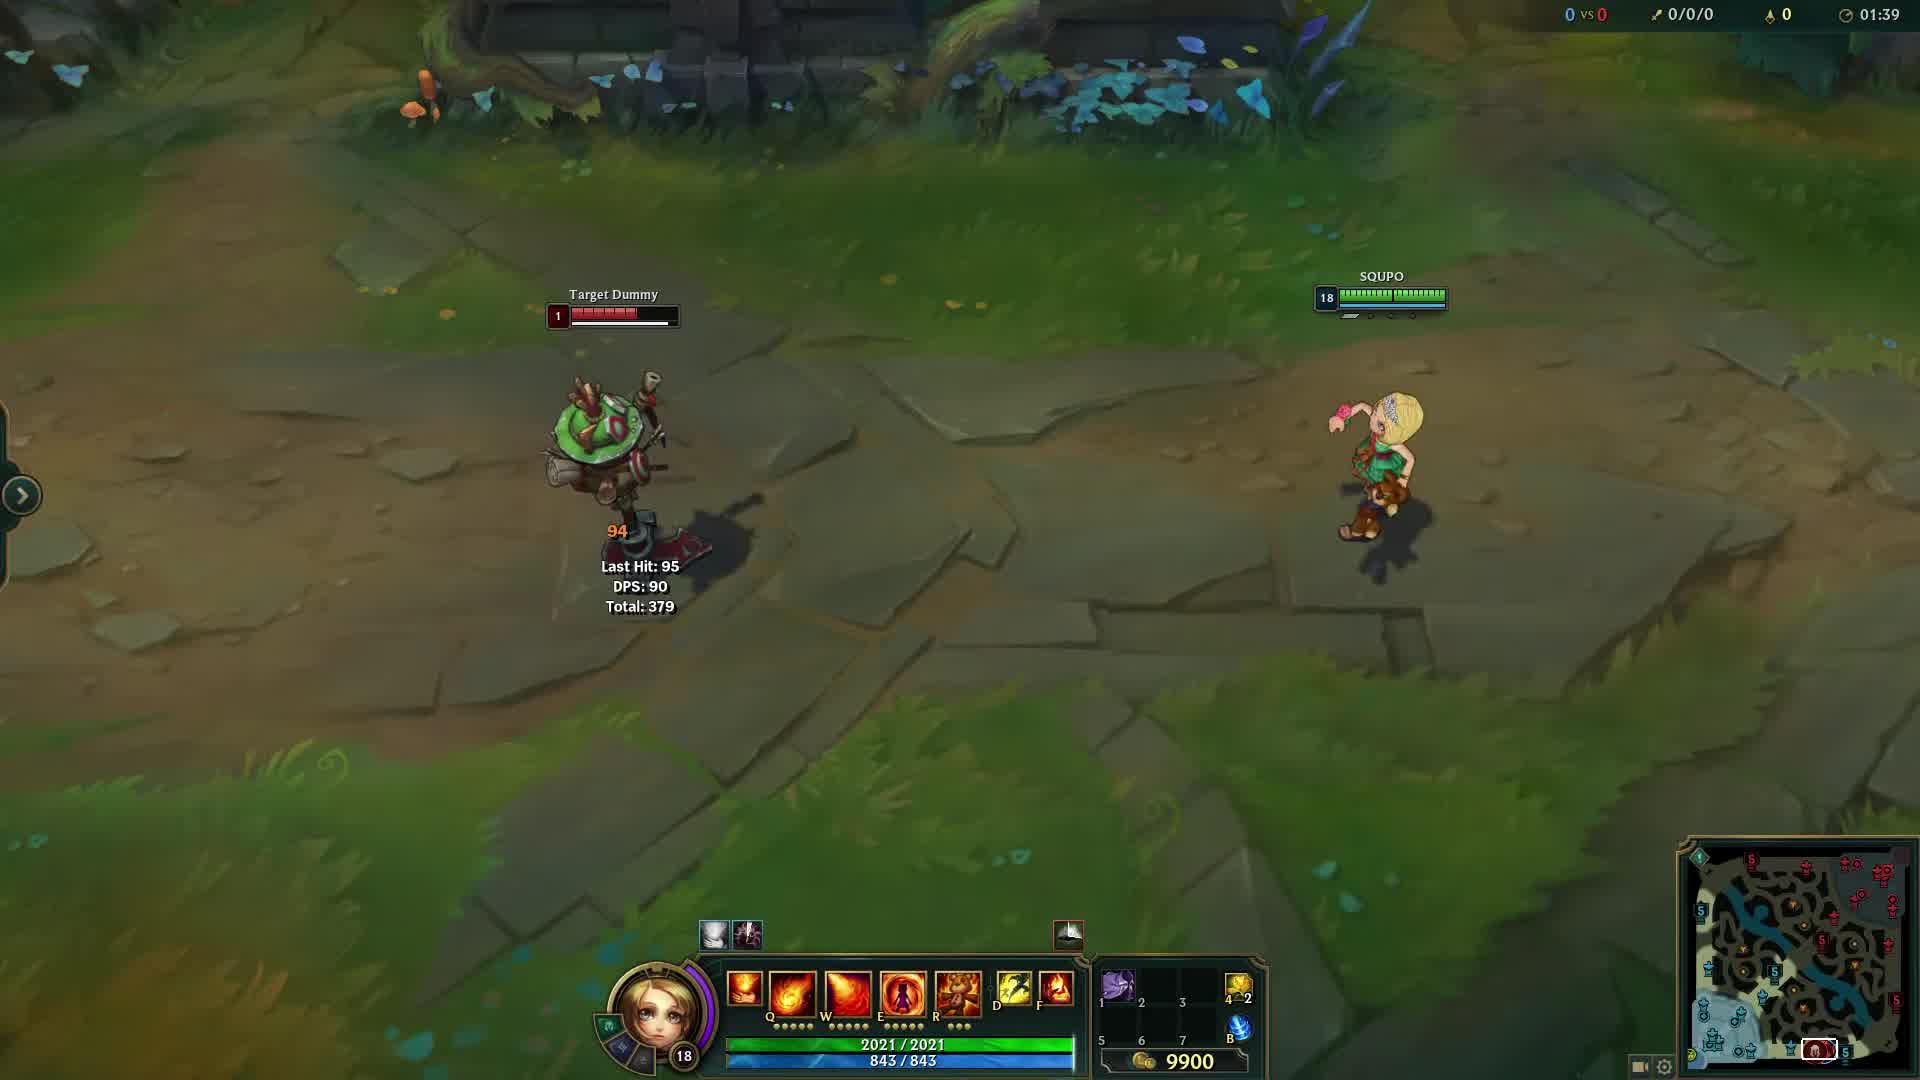 0 VS 0 0/0/0 0 01:39
SQUPO
18
Target Dummy
1
94
Last Hit: 95
DPS: 90
Total: 379
Q W E R D F
18
2021 / 2021
843 / 843
1 2 3 4 2
5 6 7 B
9900
S
S
S
S
S
S
S